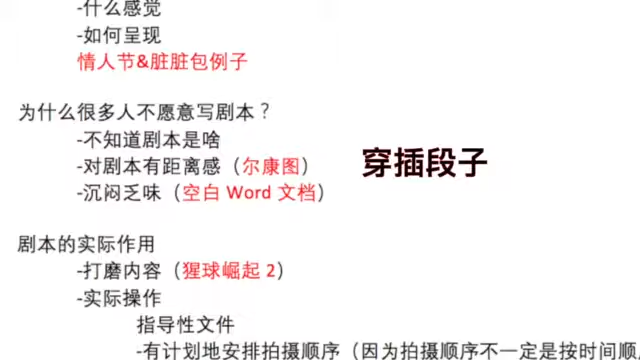 -什么感觉
-如何呈现
情人节&脏脏包例子
为什么很多人不愿意写剧本？
-不知道剧本是啥
-对剧本有距离感（尔康图）
-沉闷乏味（空白 Word 文档）
穿插段子
剧本的实际作用
-打磨内容（猩球崛起 2）
-实际操作
指导性文件
-有计划地安排拍摄顺序（因为拍摄顺序不一定是按时间顺